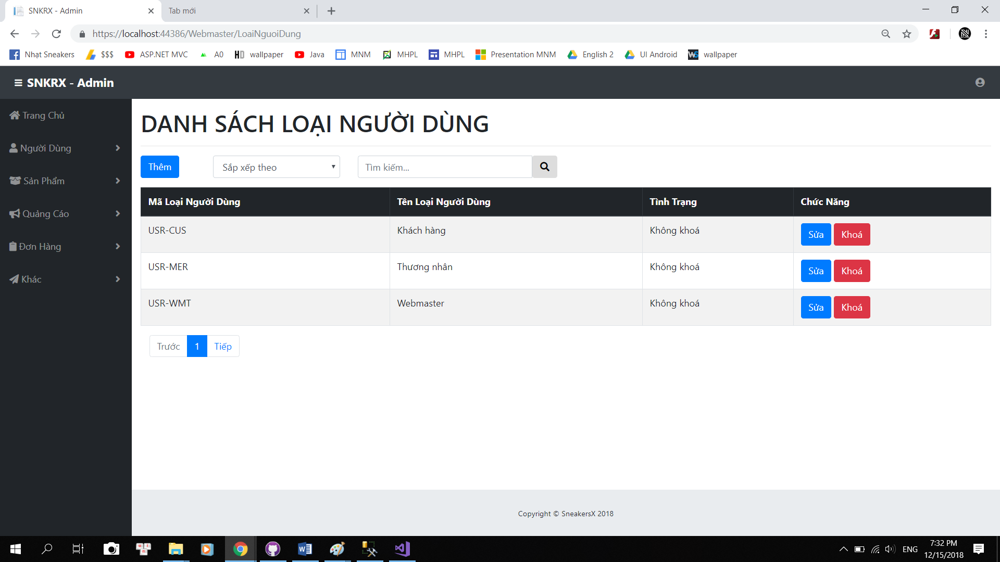 SNKRX - Admin
Tab mới
https://localhost:44386/Webmaster/LoaiNguoiDung
Nhạt Sneakers
$$$
ASP.NET MVC
A0
HD wallpaper
Java
MNM
MHPL
MHPL
Presentation MNM
English 2
UI Android
wallpaper
SNKRX - Admin
Trang Chủ
Người Dùng
Sản Phẩm
Quảng Cáo
Đơn Hàng
Khác
DANH SÁCH LOẠI NGƯỜI DÙNG
Thêm
Sắp xếp theo
Tìm kiếm...
Mã Loại Người Dùng Tên Loại Người Dùng Tình Trạng Chức Năng
USR-CUS Khách hàng Không khoá Sửa Khoá
USR-MER Thương nhân Không khoá Sửa Khoá
USR-WMT Webmaster Không khoá Sửa Khoá
Trước 1 Tiếp
Copyright © SneakersX 2018
ENG
7:32 PM
12/15/2018